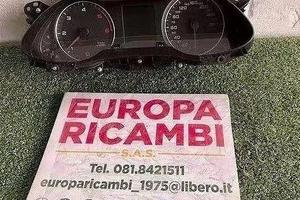 EUROPA
RICAMBI
S.A.S.
Tel. 081.8421511
europaricambi_1975@libero.it